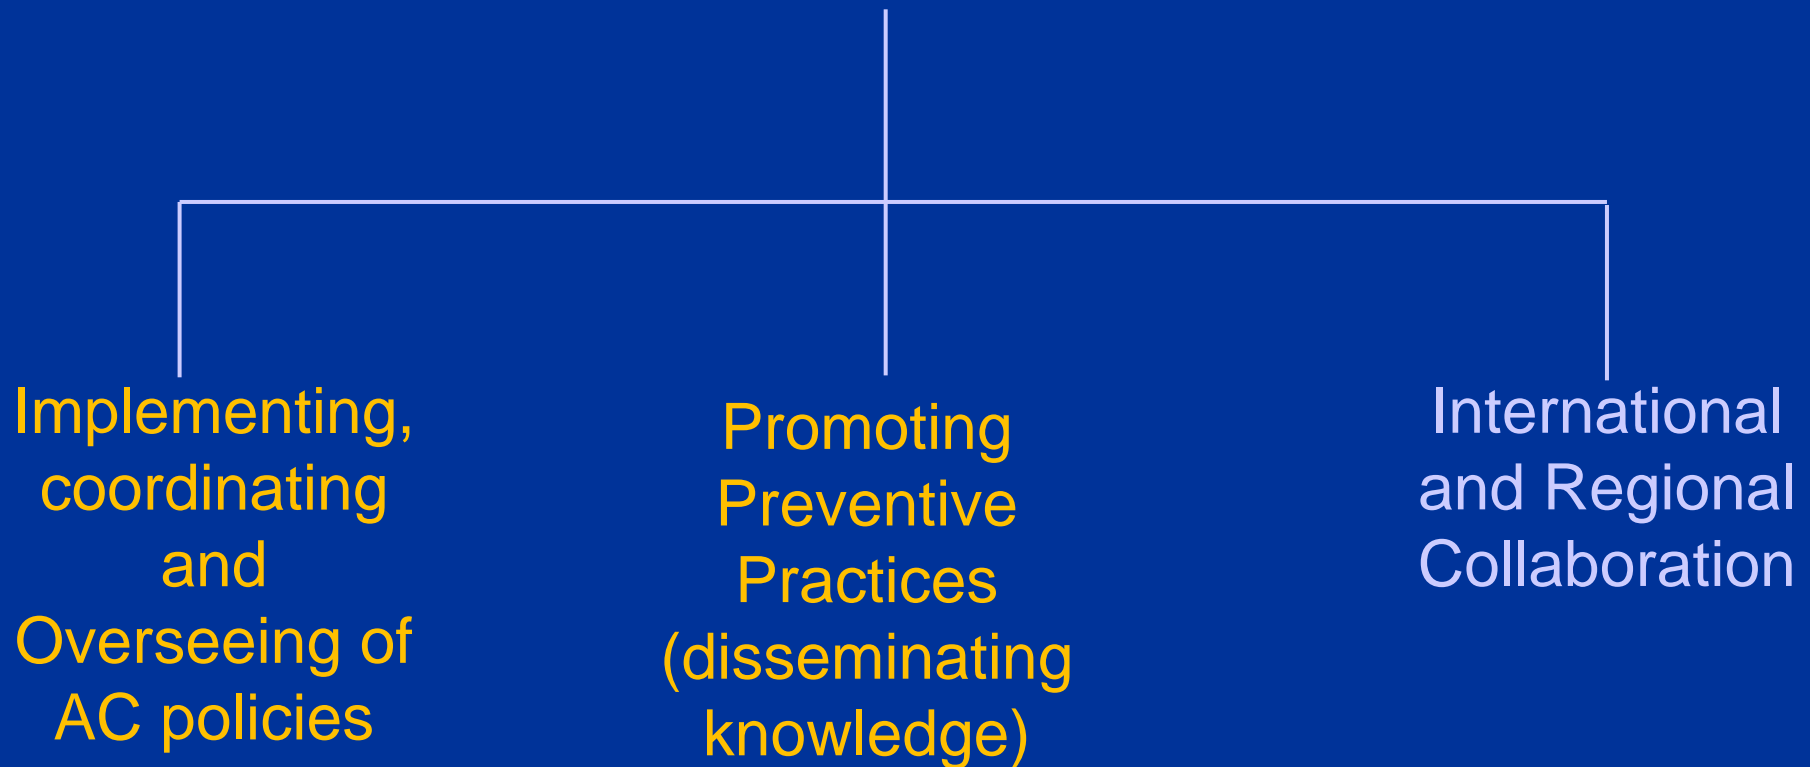 Implementing,
coordinating
and
Overseeing of
AC policies
Promoting
Preventive
Practices
(disseminating
knowledge)
International
and Regional
Collaboration